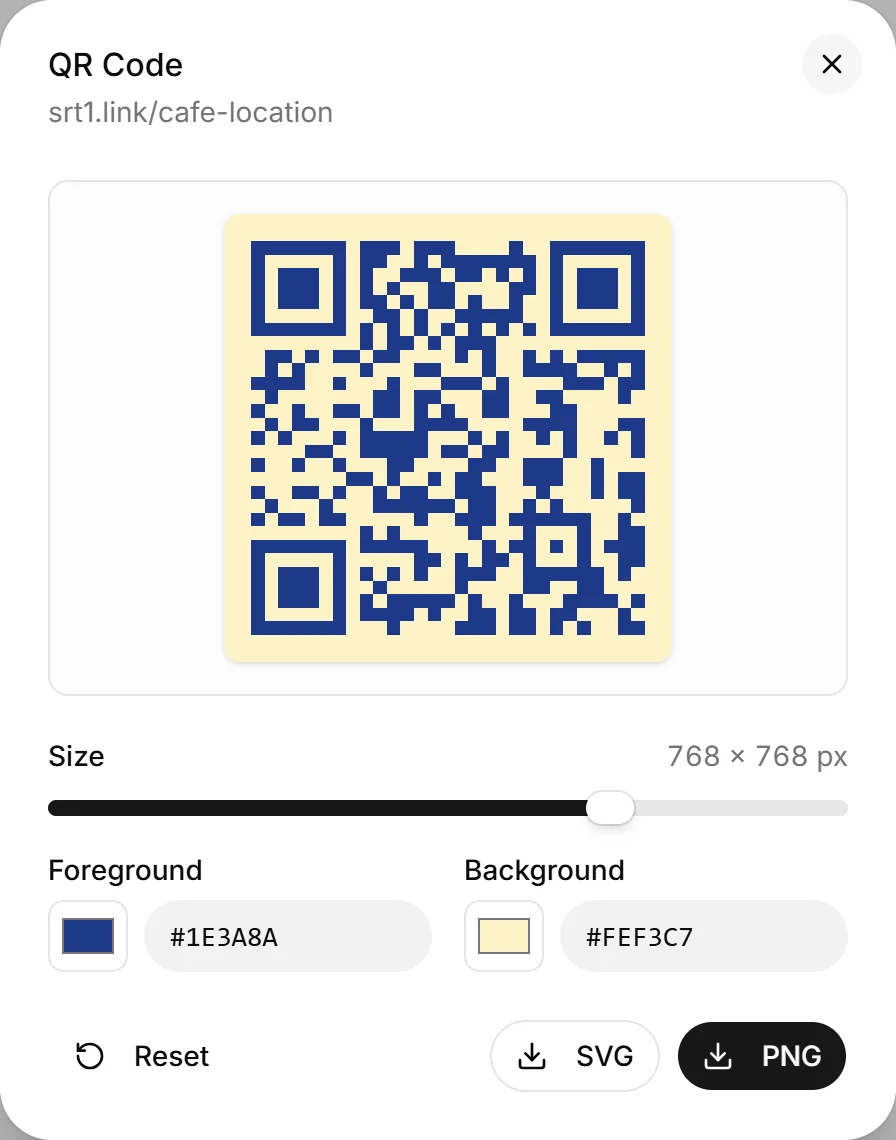 QR Code
srt1.link/cafe-location
Size
768 × 768 px
Foreground
Background
#1E3A8A
#FEF3C7
Reset
SVG
PNG